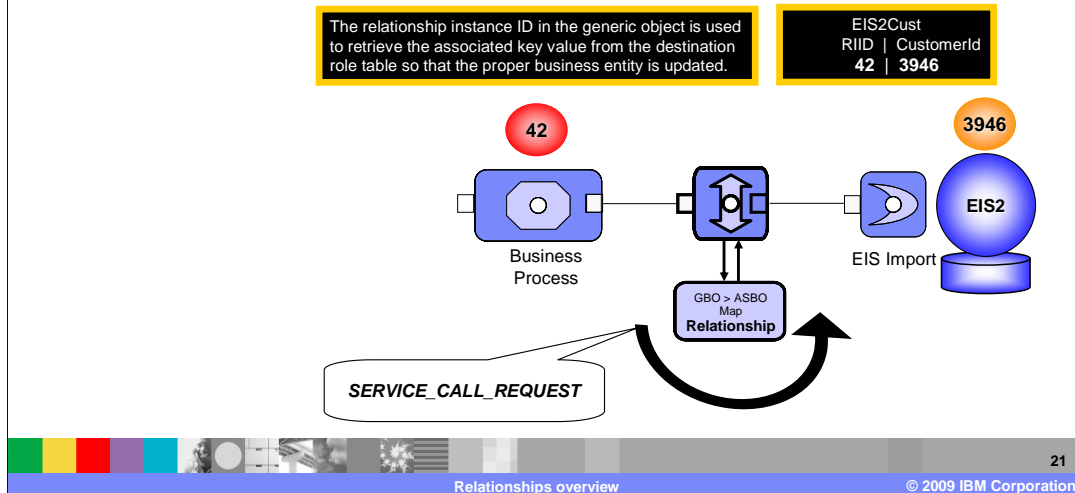 The relationship instance ID in the generic object is used
to retrieve the associated key value from the destination
role table so that the proper business entity is updated.
EIS2Cust
RIID | CustomerId
42 | 3946
42
3946
EIS2
Business
Process
EIS Import
GBO > ASBO
Map
Relationship
SERVICE_CALL_REQUEST
21
Relationships overview
© 2009 IBM Corporation